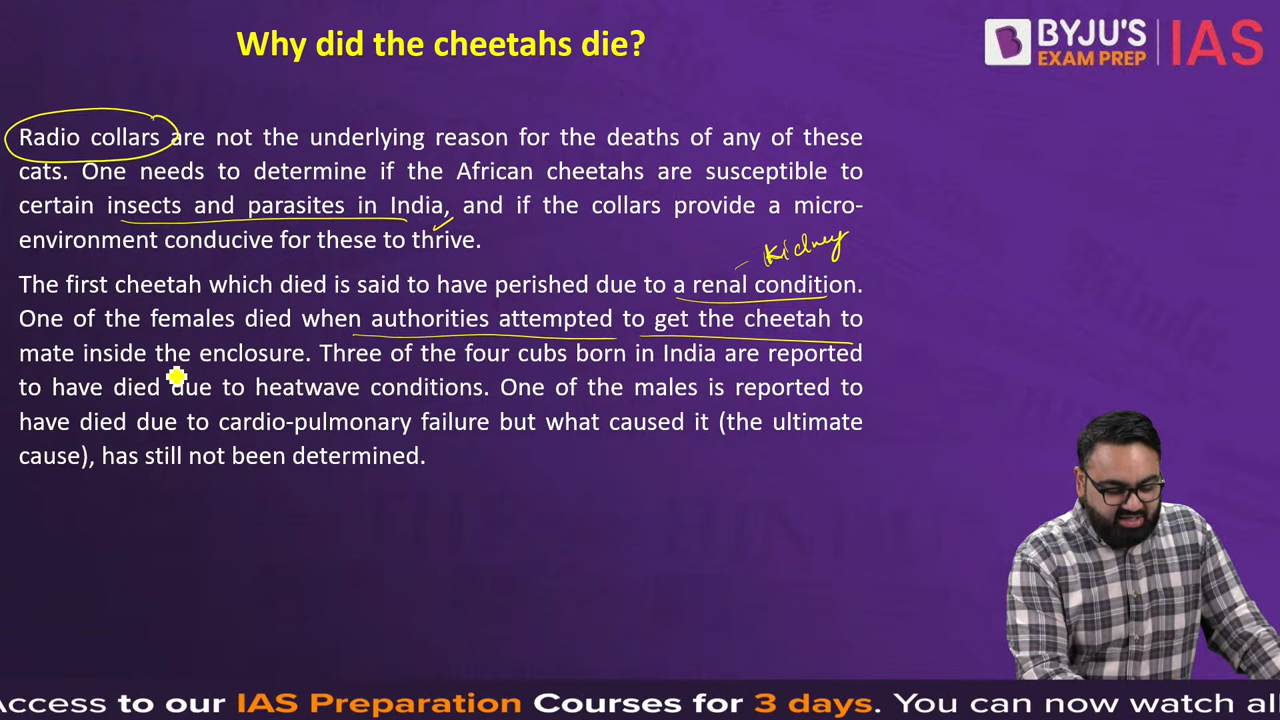 Why did the cheetahs die?
BYJU'S
EXAM PREP
IAS
Radio collars are not the underlying reason for the deaths of any of these
cats. One needs to determine if the African cheetahs are susceptible to
certain insects and parasites in India, and if the collars provide a micro-
environment conducive for these to thrive.
Kidney
The first cheetah which died is said to have perished due to a renal condition.
One of the females died when authorities attempted to get the cheetah to
mate inside the enclosure. Three of the four cubs born in India are reported
to have died due to heatwave conditions. One of the males is reported to
have died due to cardio-pulmonary failure but what caused it (the ultimate
cause), has still not been determined.
Access to our IAS Preparation Courses for 3 days. You can now watch all